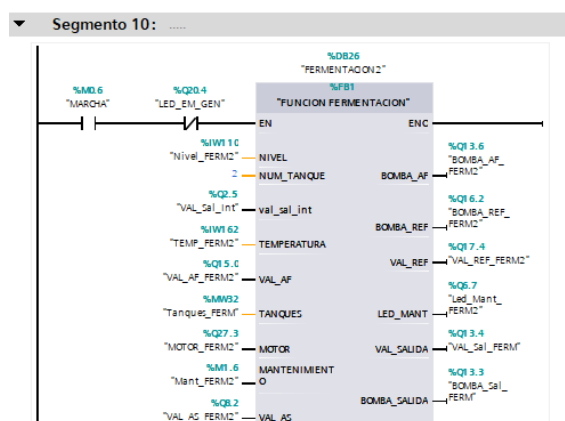 Segmento 10: .....
%DB26
"FERMENTACION2"
%M0.6
"MARCHA"
%Q20.4
"LED_EM_GEN"
%FB1
"FUNCION FERMENTACION"
EN
ENO
%IW110
"Nivel_FERM2"
NIVEL
2
NUM_TANQUE
%Q2.5
"VAL_Sal_Int"
val_sal_int
%IW162
"TEMP_FERM2"
TEMPERATURA
%Q15.0
"VAL_AF_FERM2"
VAL_AF
%MW32
"Tanques_FERM"
TANQUES
%Q27.3
"MOTOR_FERM2"
MOTOR
%M1.6
"Mant_FERM2"
MANTENIMIENT
O
%Q8.2
"VAL_AS_FERM2"
VAL_AS
BOMBA_AF
%Q13.6
"BOMBA_AF_
FERM2"
BOMBA_REF
%Q16.2
"BOMBA_REF_
FERM2"
VAL_REF
%Q17.4
"VAL_REF_FERM2"
LED_MANT
%Q6.7
"Led_Mant_
FERM2"
VAL_SALIDA
%Q13.4
"VAL_Sal_FERM"
BOMBA_SALIDA
%Q13.3
"BOMBA_Sal_
FERM"